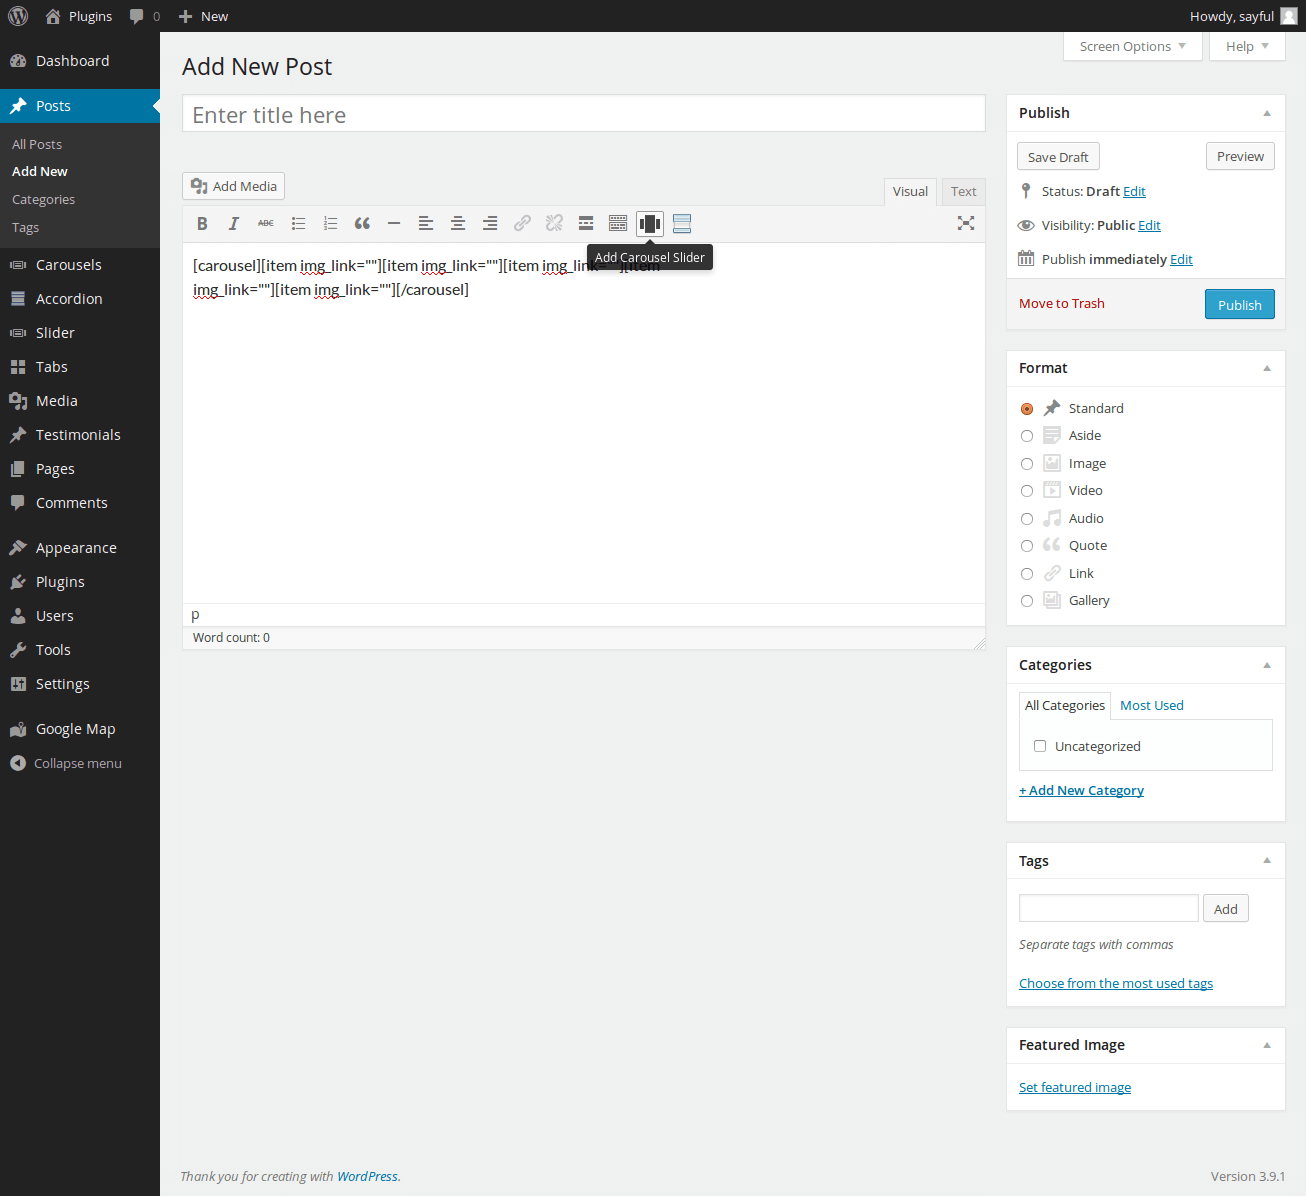 Plugins 0 New Howdy, sayful
Screen Options Help
Dashboard
Posts
All Posts
Add New
Categories
Tags
Carousels
Accordion
Slider
Tabs
Media
Testimonials
Pages
Comments
Appearance
Plugins
Users
Tools
Settings
Google Map
Collapse menu
Add New Post
Enter title here
Add Media
Visual Text
B I ABC
Add Carousel Slider
[carousel][item img_link=""][item img_link=""][item img_link=""][item
img_link=""][item img_link=""][/carousel]
p
Word count: 0
Publish
Save Draft Preview
Status: Draft Edit
Visibility: Public Edit
Publish immediately Edit
Move to Trash Publish
Format
Standard
Aside
Image
Video
Audio
Quote
Link
Gallery
Categories
All Categories Most Used
Uncategorized
+ Add New Category
Tags
Add
Separate tags with commas
Choose from the most used tags
Featured Image
Set featured image
Thank you for creating with WordPress. Version 3.9.1